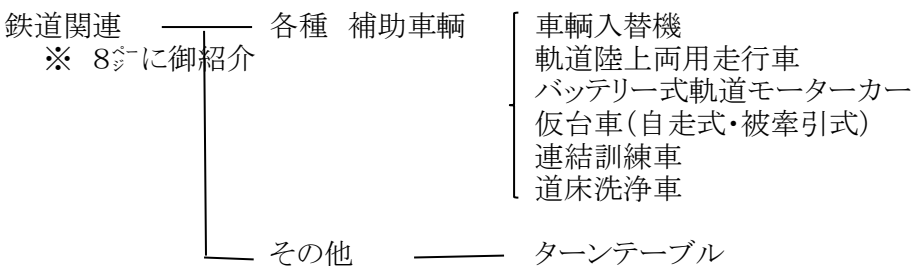 鉄道関連 各種 補助車輌 車輌入替機
※ 8㌻に御紹介 軌道陸上両用走行車
バッテリー式軌道モーターカー
仮台車(自走式・被牽引式)
連結訓練車
道床洗浄車
その他 ターンテーブル